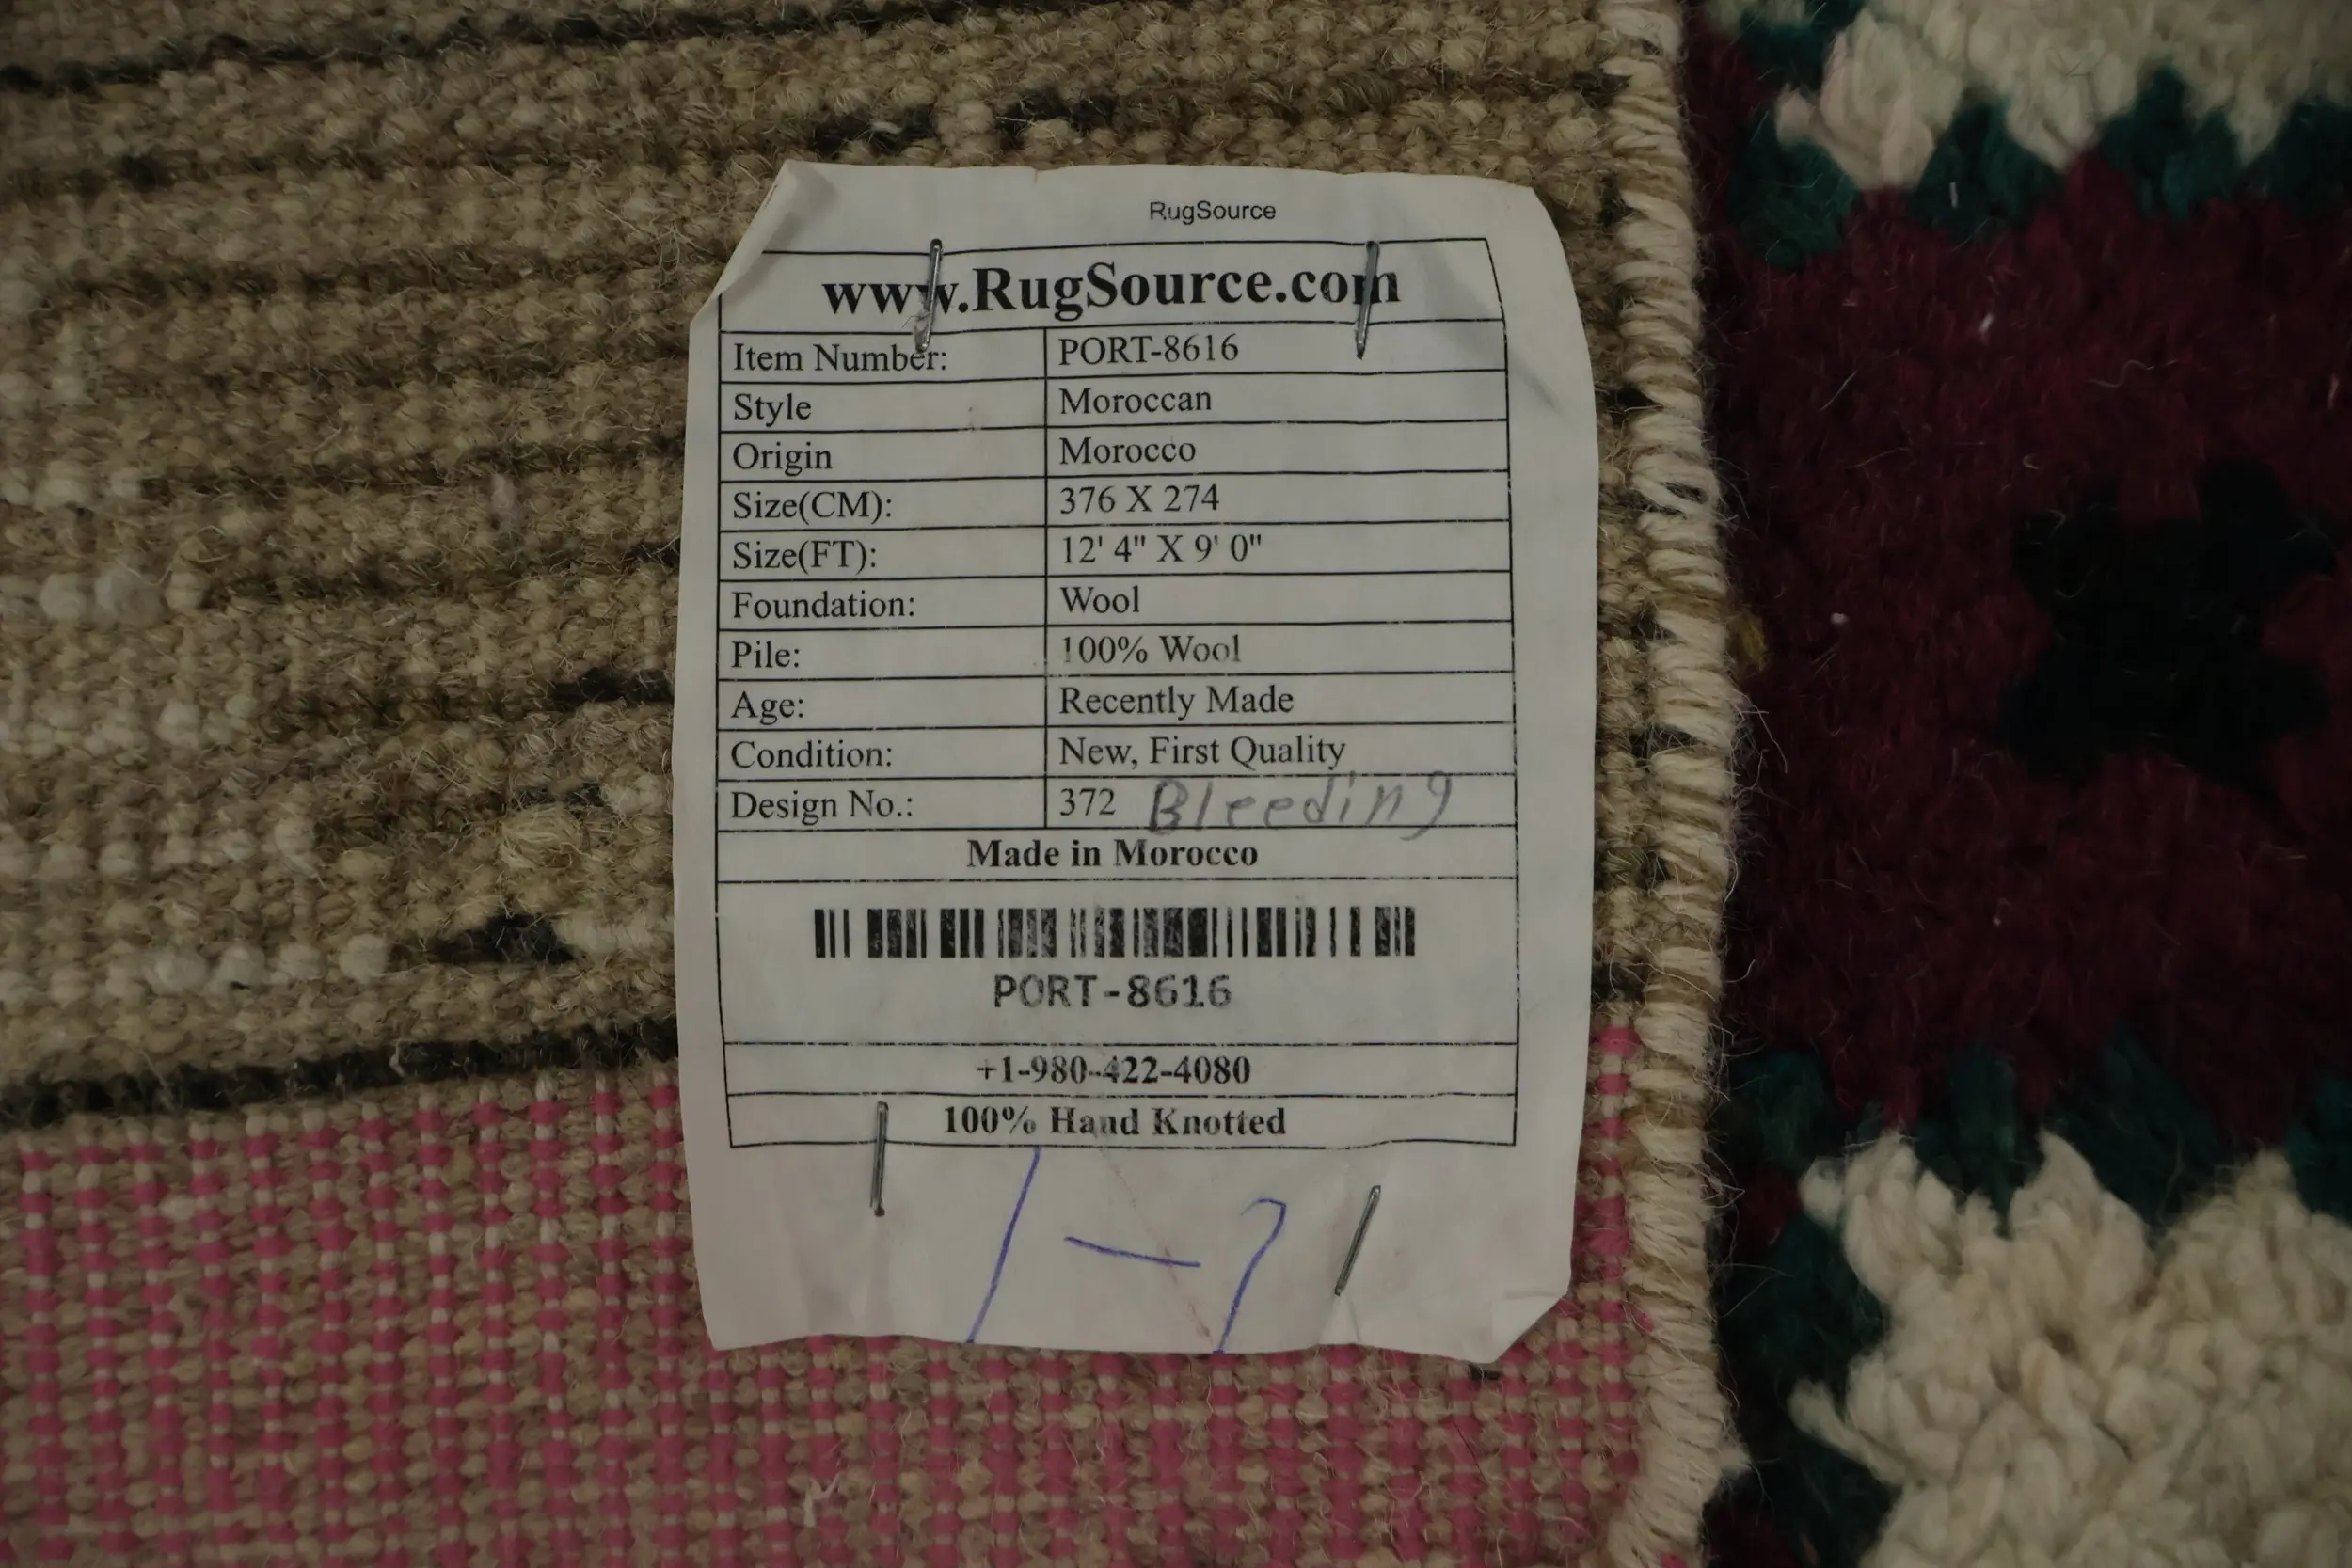 RugSource
www.RugSource.com
Item Number: PORT-8616
Style Moroccan
Origin Morocco
Size(CM): 376 X 274
Size(FT): 12' 4" X 9' 0"
Foundation: Wool
Pile: 100% Wool
Age: Recently Made
Condition: New, First Quality
Design No.: 372 Bleeding
Made in Morocco
PORT-8616
+1-980-422-4080
100% Hand Knotted
1-7